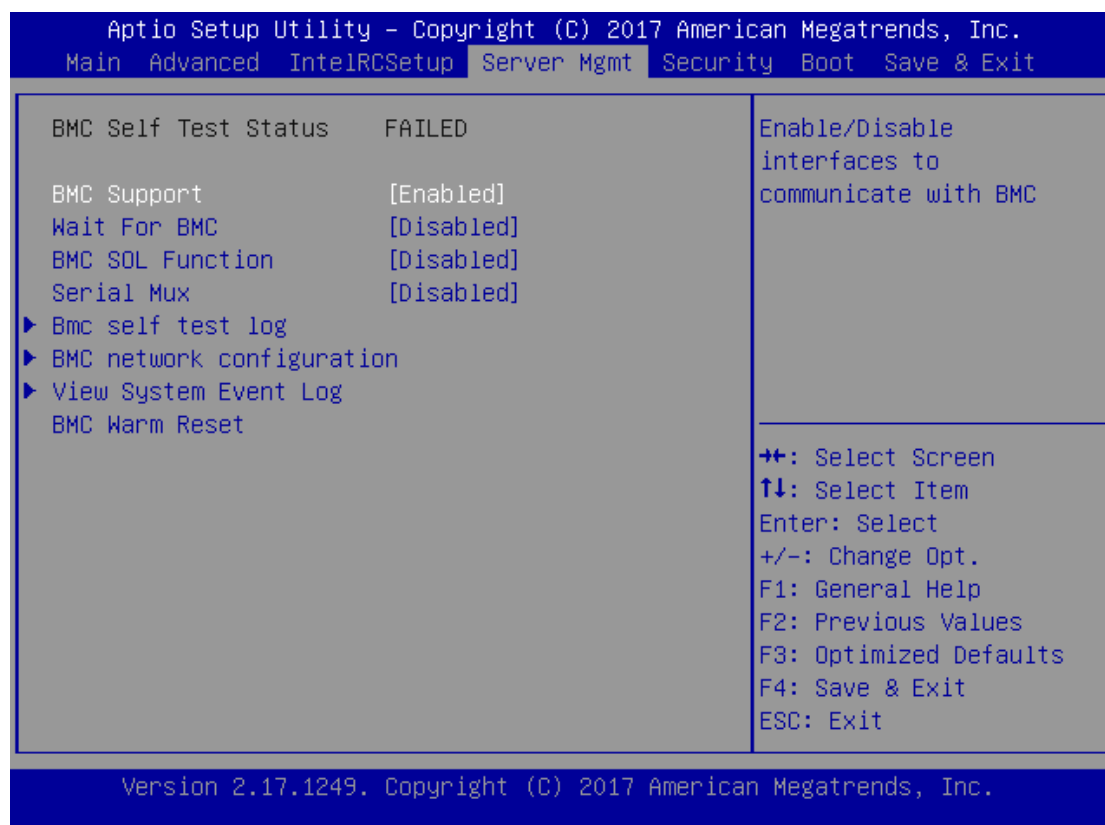 Aptio Setup Utility – Copyright (C) 2017 American Megatrends, Inc.
Main Advanced IntelRCSetup Server Mgmt Security Boot Save & Exit
BMC Self Test Status FAILED
BMC Support [Enabled]
Wait For BMC [Disabled]
BMC SOL Function [Disabled]
Serial Mux [Disabled]
▶ Bmc self test log
▶ BMC network configuration
▶ View System Event Log
BMC Warm Reset
Enable/Disable
interfaces to
communicate with BMC
→←: Select Screen
↑↓: Select Item
Enter: Select
+/-: Change Opt.
F1: General Help
F2: Previous Values
F3: Optimized Defaults
F4: Save & Exit
ESC: Exit
Version 2.17.1249. Copyright (C) 2017 American Megatrends, Inc.